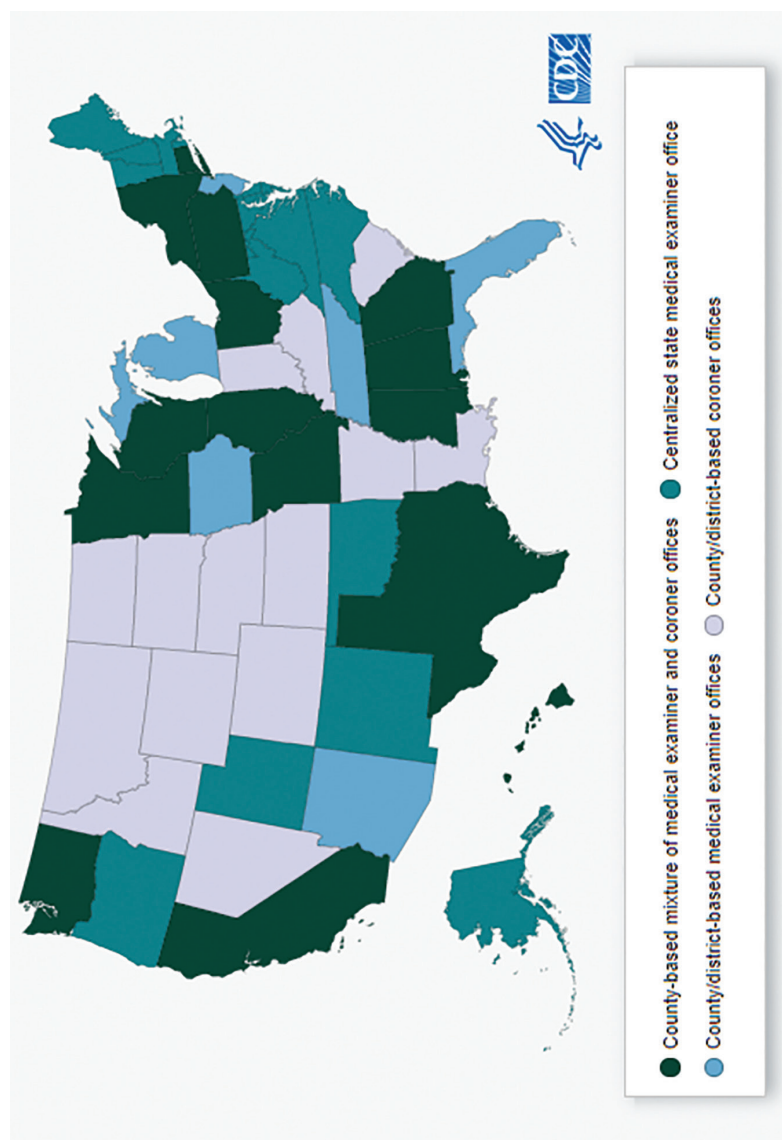 CDC
County-based mixture of medical examiner and coroner offices
Centralized state medical examiner office
County/district-based medical examiner offices
County/district-based coroner offices